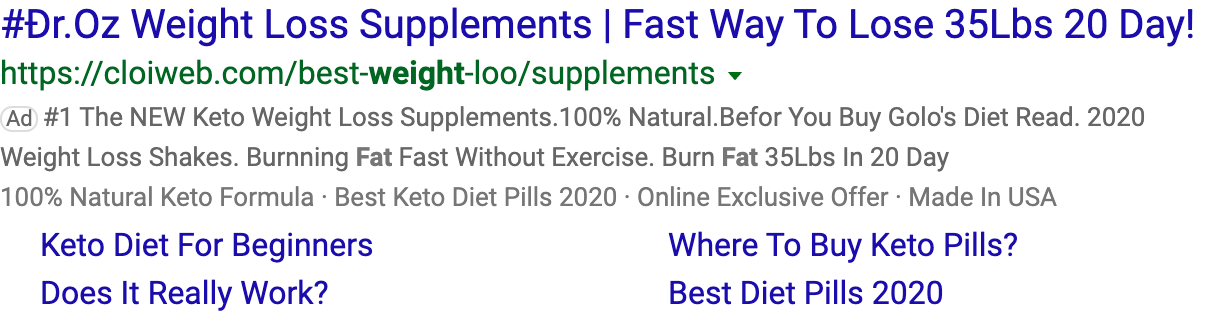 #Đr.Oz Weight Loss Supplements | Fast Way To Lose 35Lbs 20 Day!
https://cloiweb.com/best-weight-loo/supplements
Ad #1 The NEW Keto Weight Loss Supplements.100% Natural.Befor You Buy Golo's Diet Read. 2020
Weight Loss Shakes. Burnning Fat Fast Without Exercise. Burn Fat 35Lbs In 20 Day
100% Natural Keto Formula · Best Keto Diet Pills 2020 · Online Exclusive Offer · Made In USA
Keto Diet For Beginners Where To Buy Keto Pills?
Does It Really Work? Best Diet Pills 2020